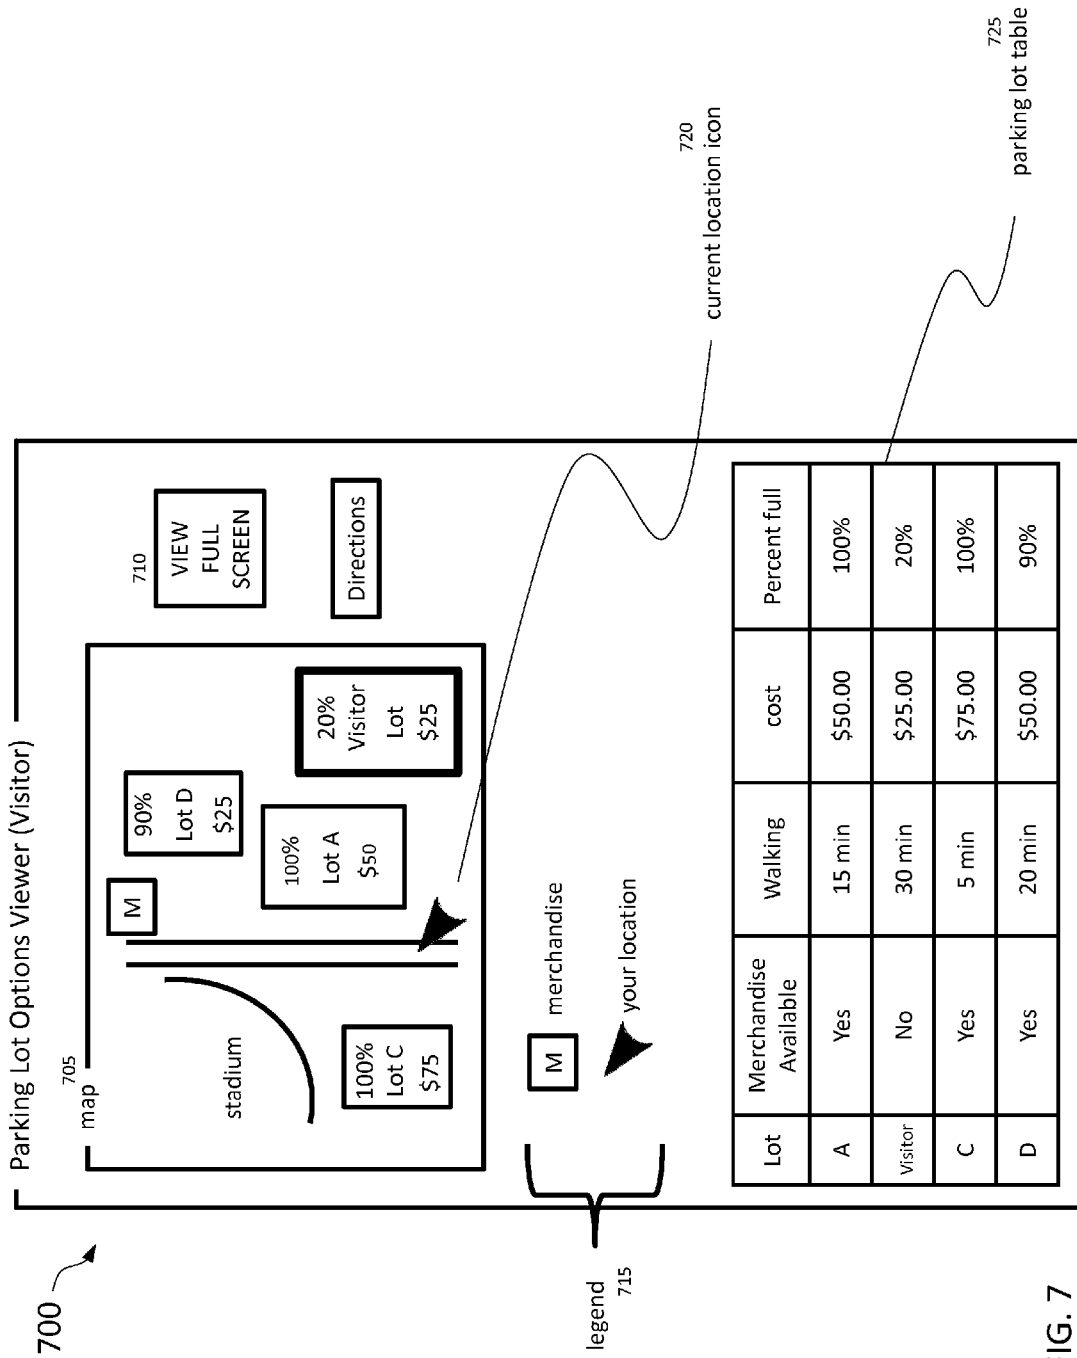 700
Parking Lot Options Viewer (Visitor)
map 705
stadium
M
90%
Lot D
$25
100%
Lot A
$50
20%
Visitor
Lot
$25
100%
Lot C
$75
710
VIEW
FULL
SCREEN
Directions
legend
715
M merchandise
your location
720
current location icon
Lot Merchandise Available Walking cost Percent full
A Yes 15 min $50.00 100%
Visitor No 30 min $25.00 20%
C Yes 5 min $75.00 100%
D Yes 20 min $50.00 90%
725
parking lot table
IG. 7